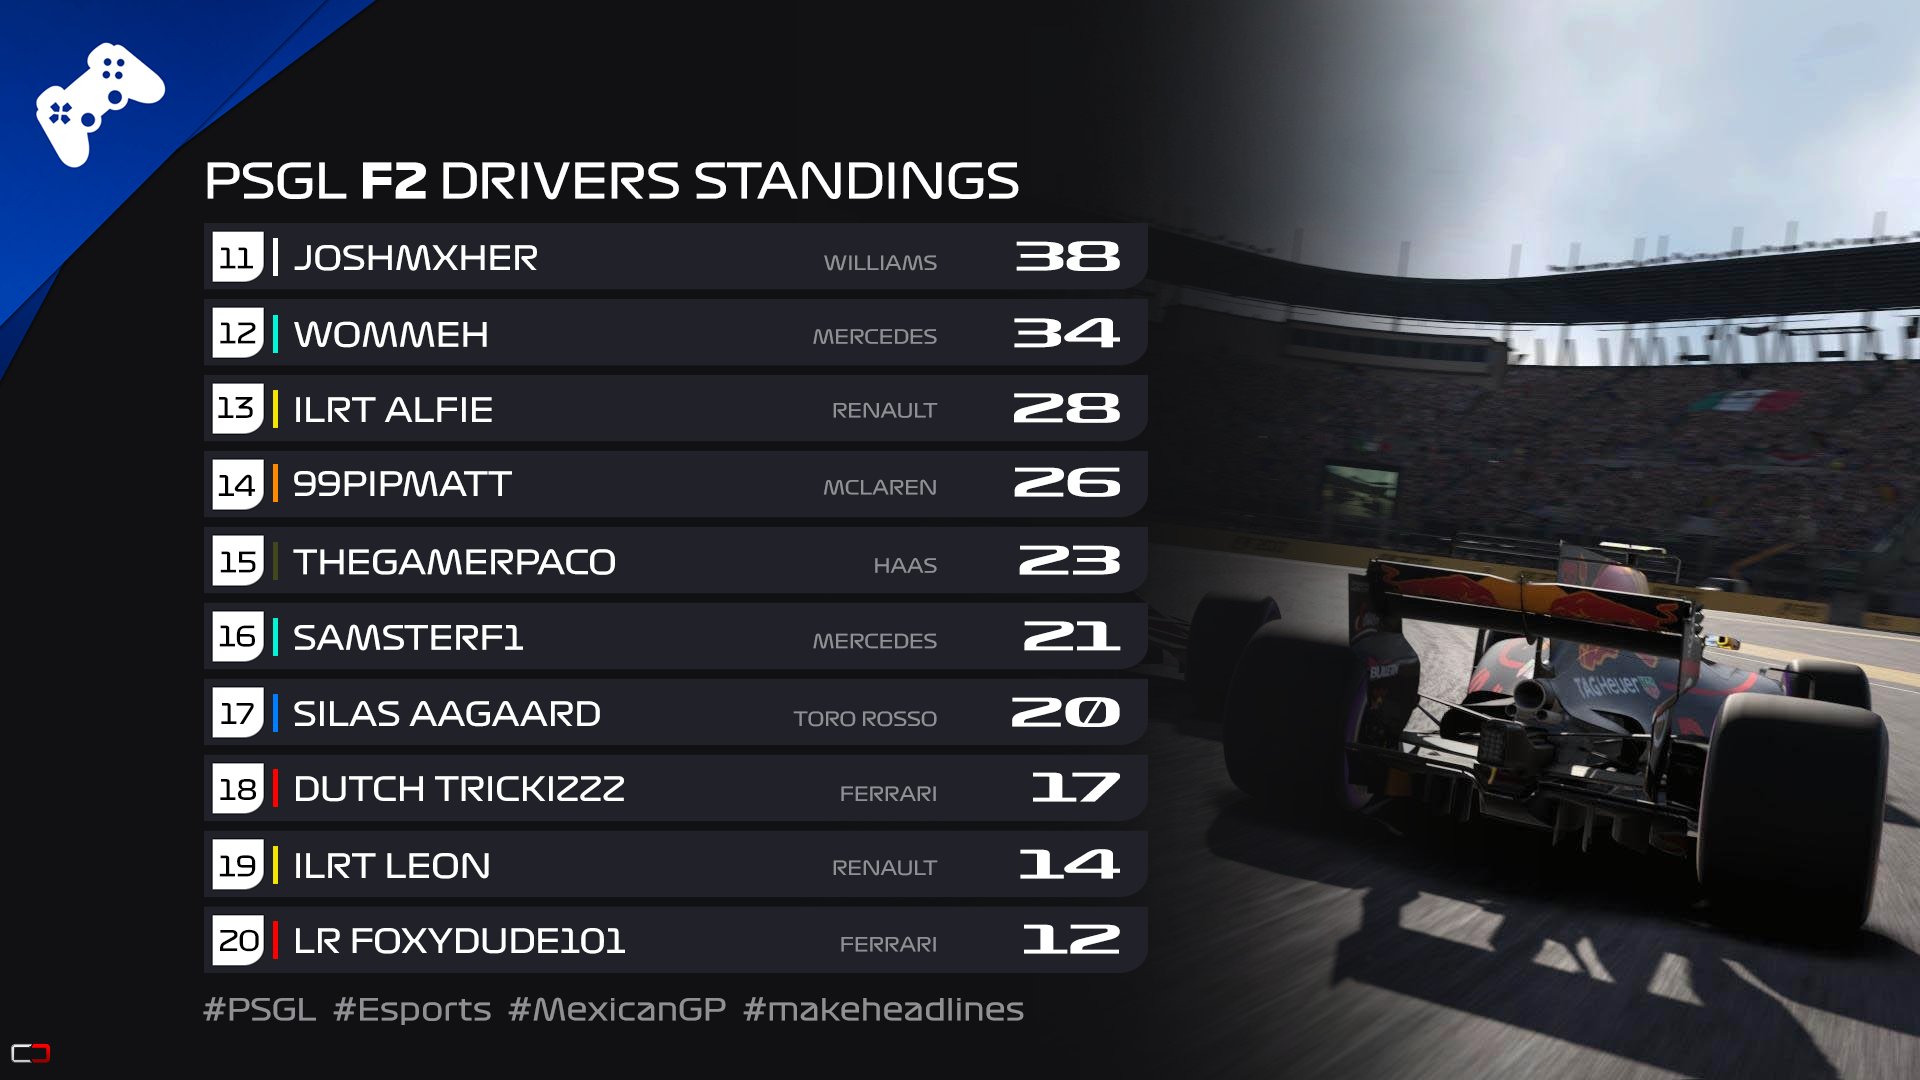 PSGL F2 DRIVERS STANDINGS
11 JOSHMXHER WILLIAMS 38
12 WOMMEH MERCEDES 34
13 ILRT ALFIE RENAULT 28
14 99PIPMATT MCLAREN 26
15 THEGAMERPACO HAAS 23
16 SAMSTERF1 MERCEDES 21
17 SILAS AAGAARD TORO ROSSO 20
18 DUTCH TRICKIZZZ FERRARI 17
19 ILRT LEON RENAULT 14
20 LR FOXYDUDE101 FERRARI 12
#PSGL #Esports #MexicanGP #makeheadlines
TAGHeuer